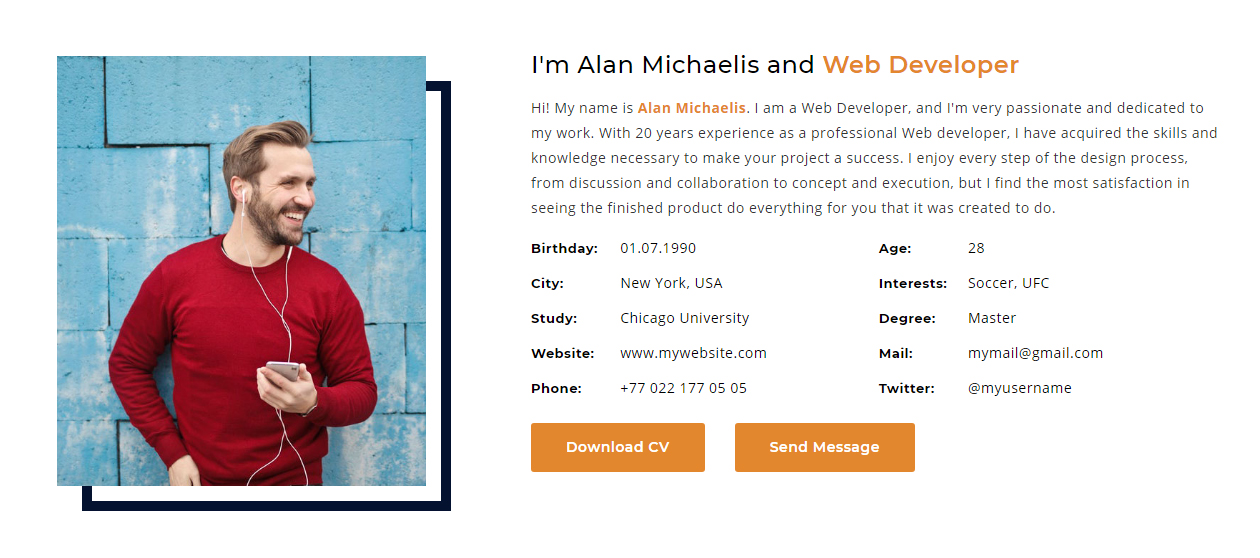 I'm Alan Michaelis and Web Developer
Hi! My name is Alan Michaelis. I am a Web Developer, and I'm very passionate and dedicated to
my work. With 20 years experience as a professional Web developer, I have acquired the skills and
knowledge necessary to make your project a success. I enjoy every step of the design process,
from discussion and collaboration to concept and execution, but I find the most satisfaction in
seeing the finished product do everything for you that it was created to do.
Birthday: 01.07.1990 Age: 28
City: New York, USA Interests: Soccer, UFC
Study: Chicago University Degree: Master
Website: www.mywebsite.com Mail: mymail@gmail.com
Phone: +77 022 177 05 05 Twitter: @myusername
Download CV Send Message